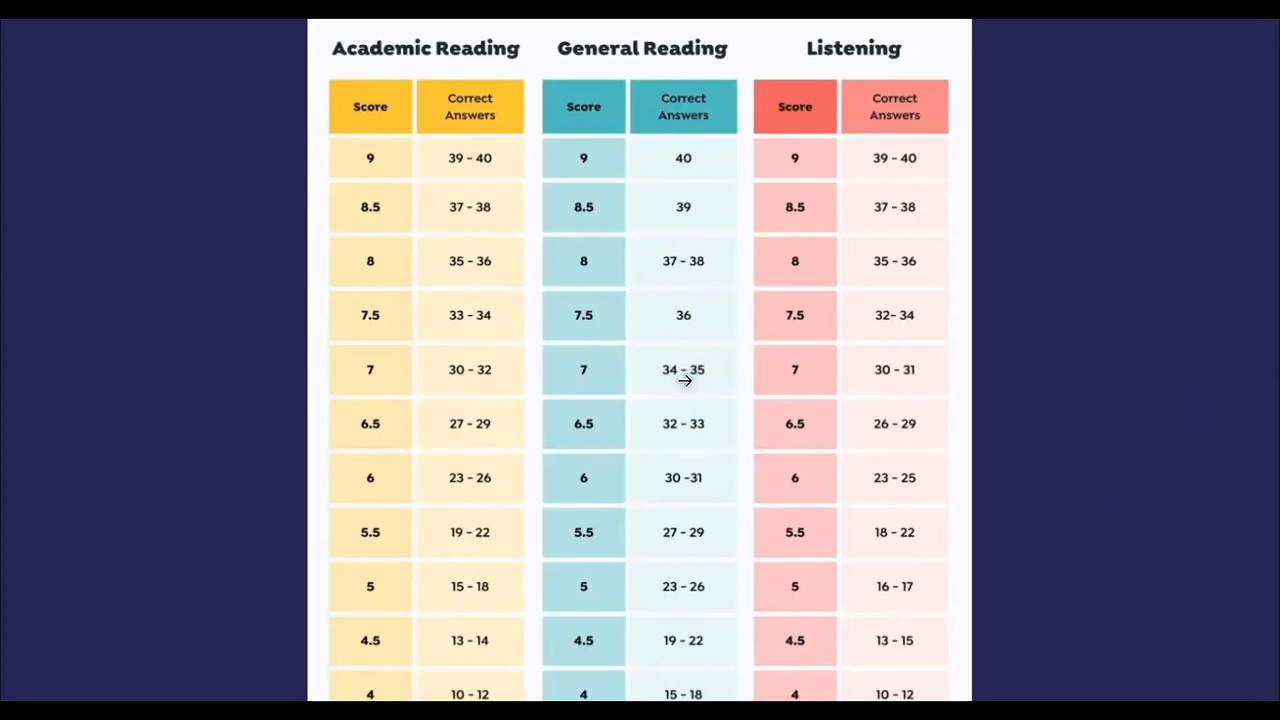 Academic Reading General Reading Listening
Score Correct Answers Score Correct Answers Score Correct Answers
9 39 - 40 9 40 9 39 - 40
8.5 37 - 38 8.5 39 8.5 37 - 38
8 35 - 36 8 37 - 38 8 35 - 36
7.5 33 - 34 7.5 36 7.5 32- 34
7 30 - 32 7 34 - 35 7 30 - 31
6.5 27 - 29 6.5 32 - 33 6.5 26 - 29
6 23 - 26 6 30 -31 6 23 - 25
5.5 19 - 22 5.5 27 - 29 5.5 18 - 22
5 15 - 18 5 23 - 26 5 16 - 17
4.5 13 - 14 4.5 19 - 22 4.5 13 - 15
4 10 - 12 4 15 - 18 4 10 - 12